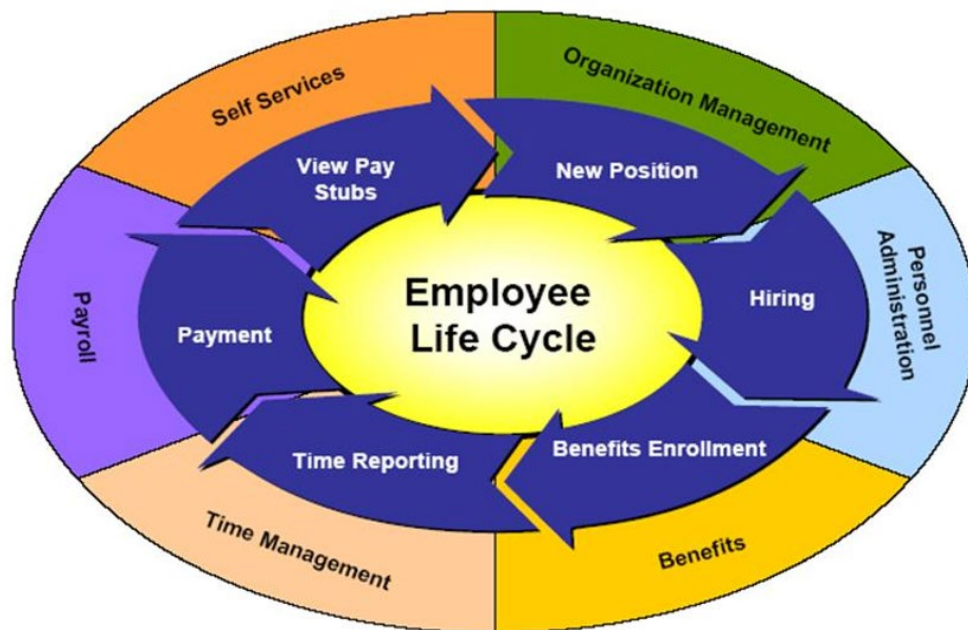 Self Services
Organization Management
View Pay
Stubs
New Position
Payroll
Payment
Employee
Life Cycle
Hiring
Personnel
Administration
Time Reporting
Benefits Enrollment
Time Management
Benefits